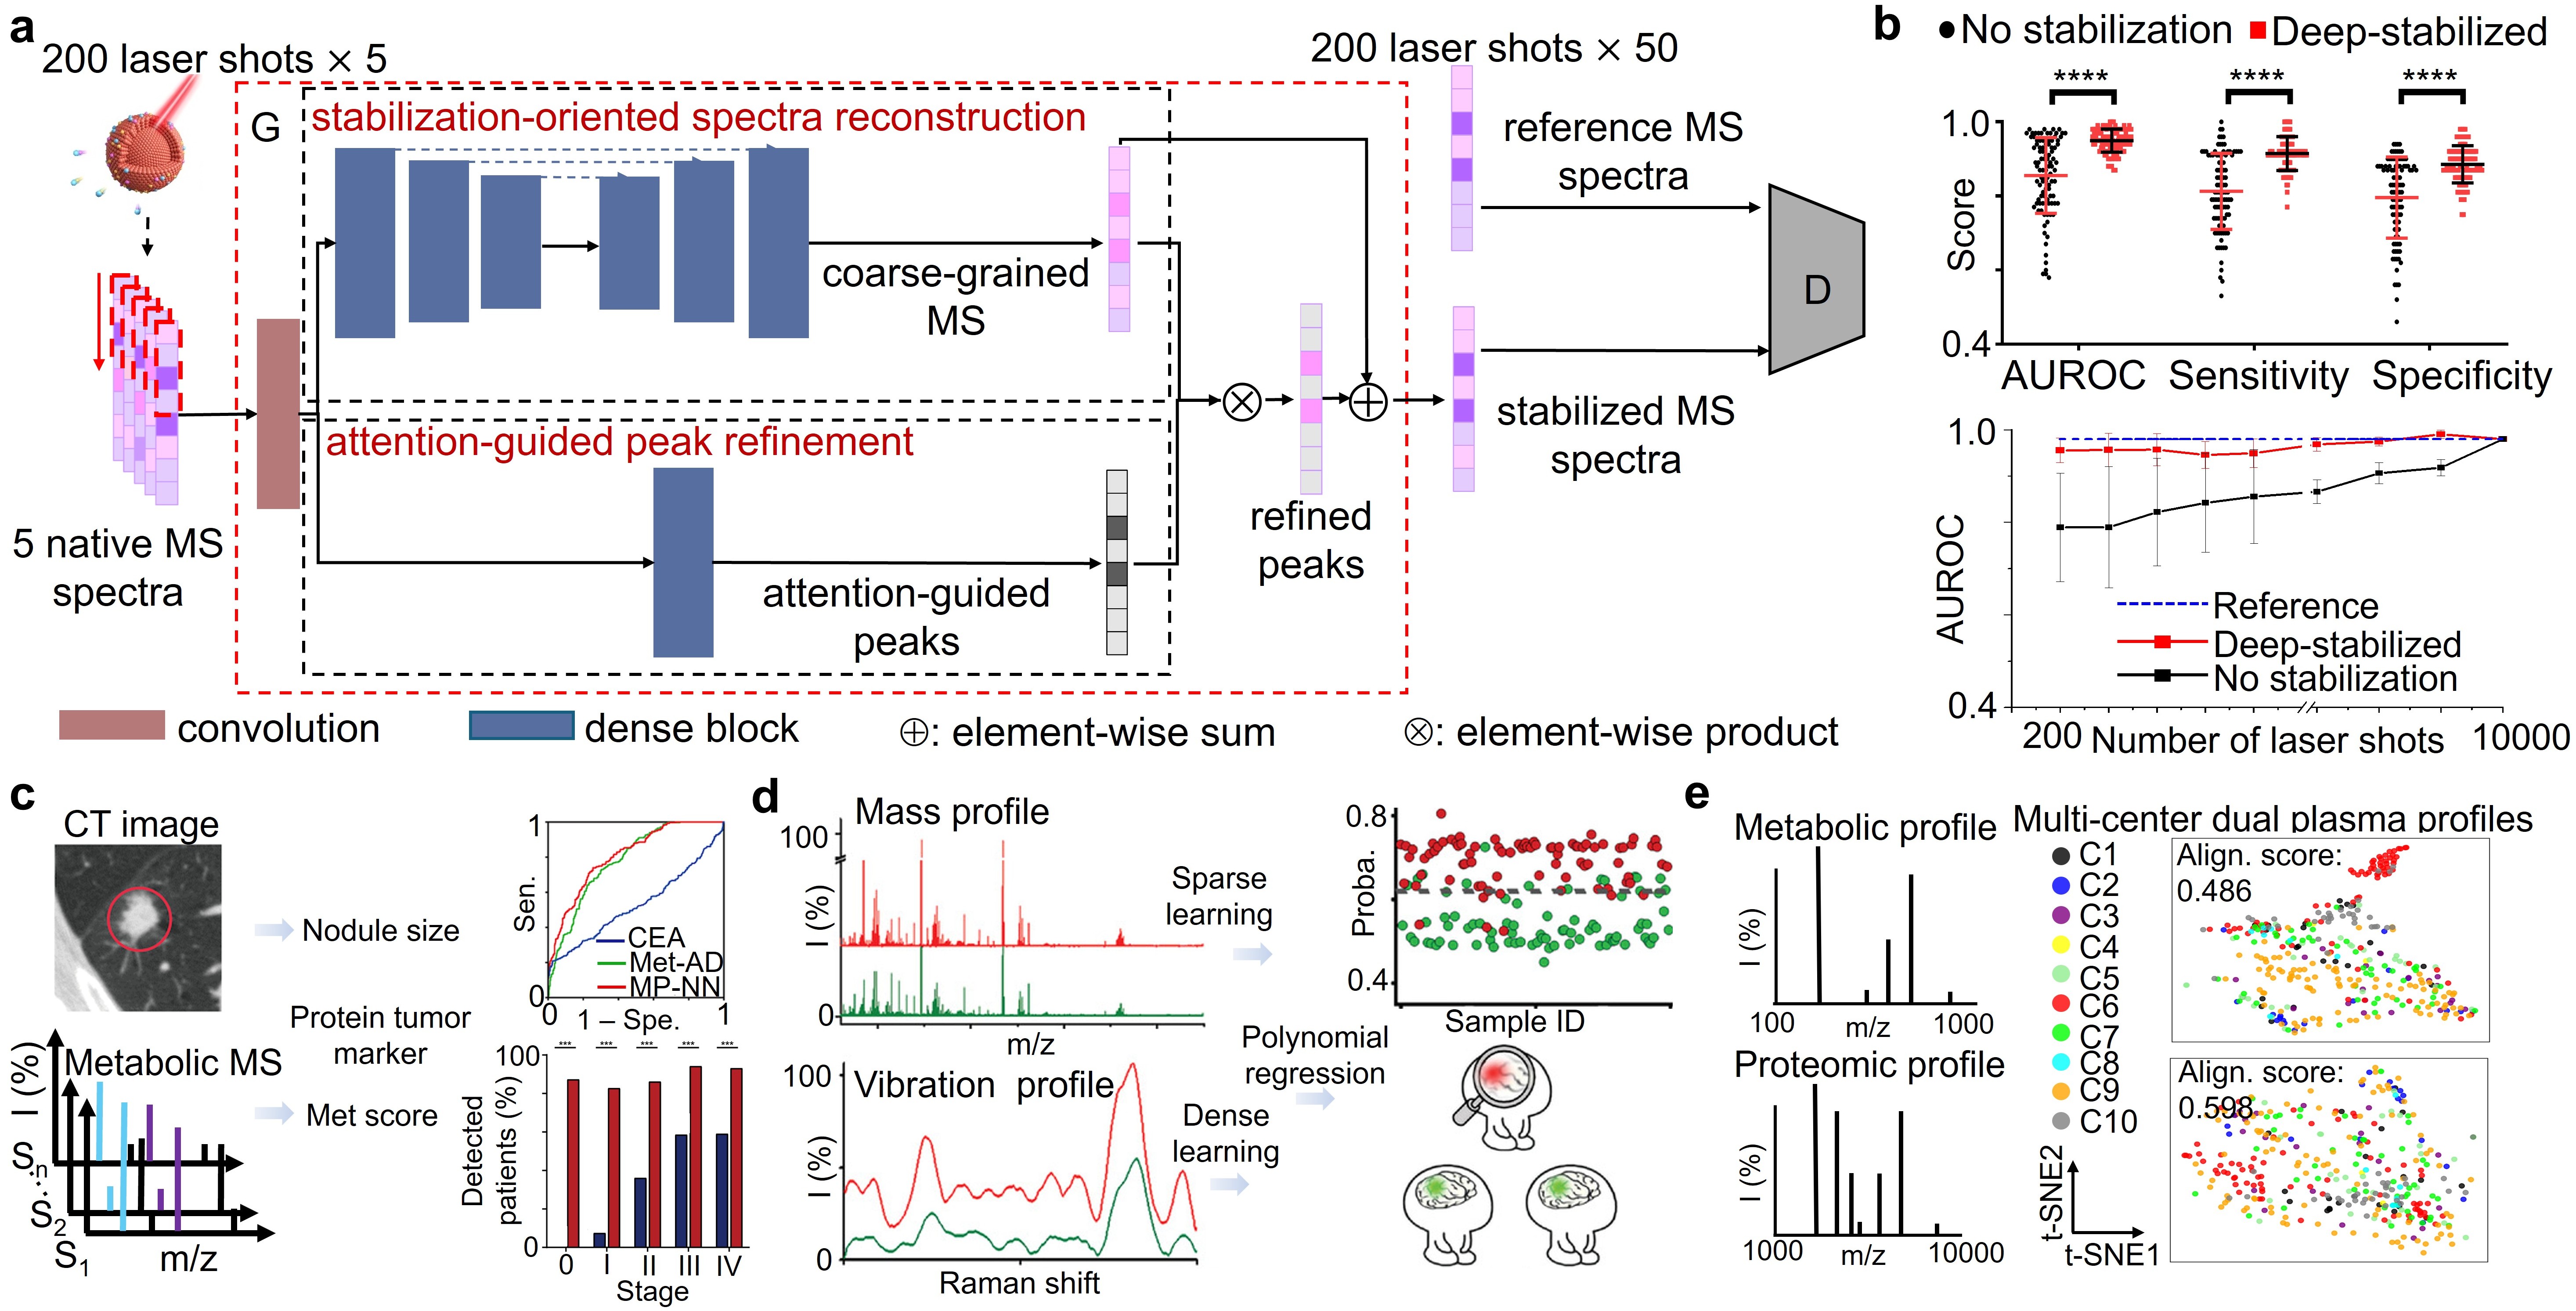 a
200 laser shots × 5
200 laser shots × 50
G
stabilization-oriented spectra reconstruction
coarse-grained
MS
attention-guided peak refinement
attention-guided
peaks
5 native MS
spectra
refined
peaks
reference MS
spectra
stabilized MS
spectra
D
convolution
dense block
⊕: element-wise sum
⊗: element-wise product
b
No stabilization
Deep-stabilized
****
****
****
1.0
Score
0.4
AUROC
Sensitivity
Specificity
1.0
AUROC
0.4
Reference
Deep-stabilized
No stabilization
200
Number of laser shots
10000
c
CT image
Nodule size
Protein tumor
marker
Metabolic MS
Met score
I (%)
Sn
S2
S1
m/z
1
Sen.
0
CEA
Met-AD
MP-NN
0
1 – Spe.
1
*** *** *** *** ***
100
Detected
patients (%)
0
0 I II III IV
Stage
d
Mass profile
100
I (%)
0
m/z
Sparse
learning
0.8
Proba.
0.4
Sample ID
Vibration profile
100
I (%)
0
Raman shift
Polynomial
regression
Dense
learning
e
Metabolic profile
I (%)
100
m/z
1000
Proteomic profile
I (%)
1000
m/z
10000
Multi-center dual plasma profiles
C1
C2
C3
C4
C5
C6
C7
C8
C9
C10
Align. score:
0.486
Align. score:
0.598
t-SNE2
t-SNE1